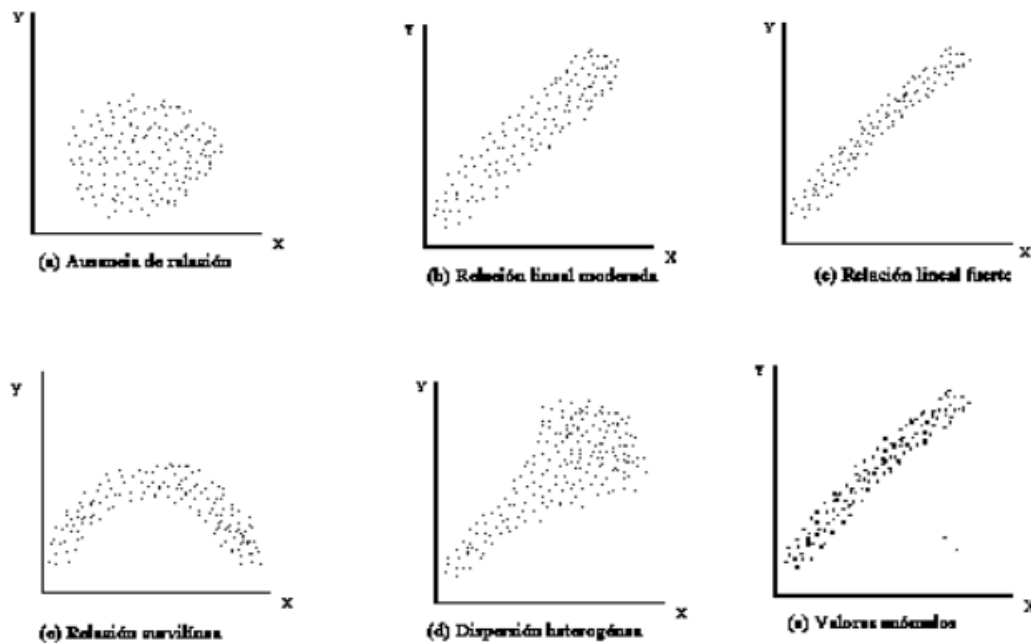 Y
X
(a) Ausencia de relación
Y
X
(b) Relación lineal moderada
Y
X
(c) Relación lineal fuerte
Y
X
(c) Relación curvilínea
Y
X
(d) Dispersión heterogénea
Y
X
(e) Valores anómalos